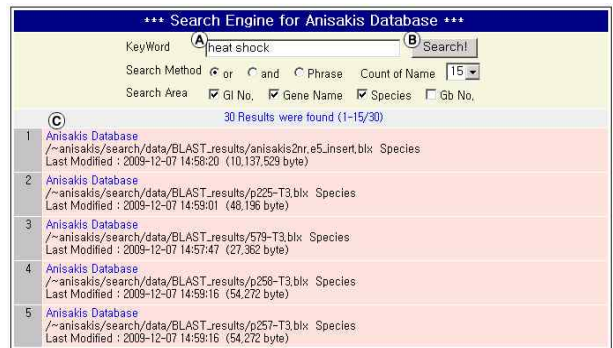 *** Search Engine for Anisakis Database ***
KeyWord A heat shock B Search!
Search Method or and Phrase Count of Name 15
Search Area GI No, Gene Name Species Gb No,
C
30 Results were found (1-15/30)
1 Anisakis Database
/~anisakis/search/data/BLAST_results/anisakis2nr,e5_insert,blx Species
Last Modified : 2009-12-07 14:58:20 (10,137,529 byte)
2 Anisakis Database
/~anisakis/search/data/BLAST_results/p225-T3,blx Species
Last Modified : 2009-12-07 14:59:01 (48,196 byte)
3 Anisakis Database
/~anisakis/search/data/BLAST_results/579-T3,blx Species
Last Modified : 2009-12-07 14:57:47 (27,362 byte)
4 Anisakis Database
/~anisakis/search/data/BLAST_results/p258-T3,blx Species
Last Modified : 2009-12-07 14:59:16 (54,272 byte)
5 Anisakis Database
/~anisakis/search/data/BLAST_results/p257-T3,blx Species
Last Modified : 2009-12-07 14:59:16 (54,272 byte)